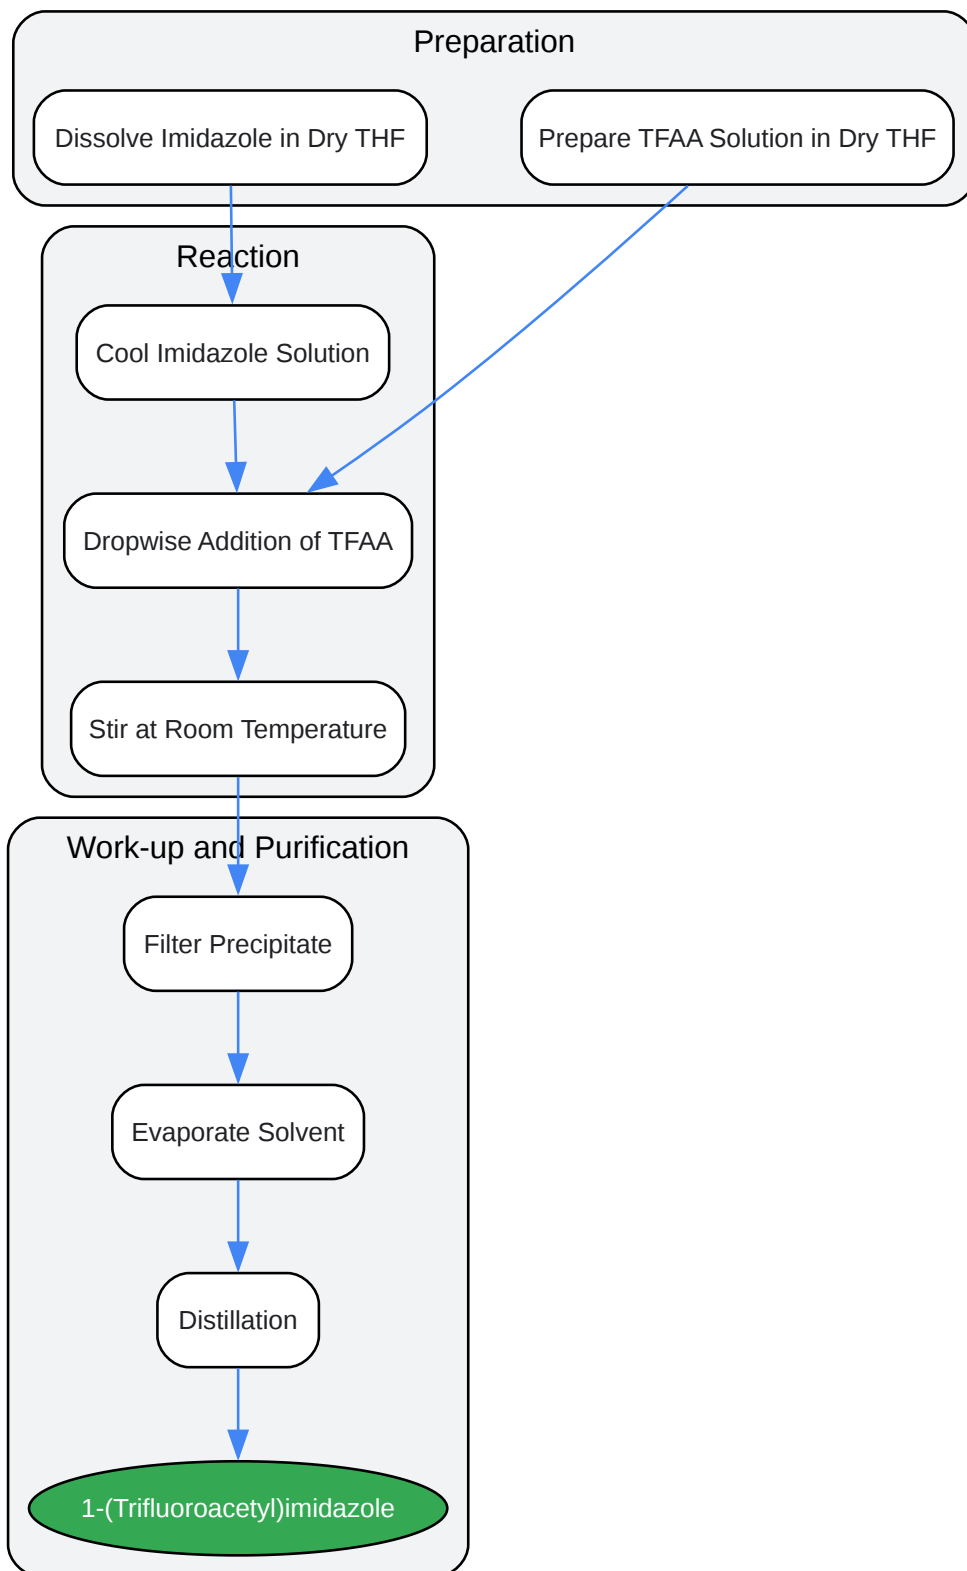 Preparation
Dissolve Imidazole in Dry THF
Prepare TFAA Solution in Dry THF
Reaction
Cool Imidazole Solution
Dropwise Addition of TFAA
Stir at Room Temperature
Work-up and Purification
Filter Precipitate
Evaporate Solvent
Distillation
1-(Trifluoroacetyl)imidazole